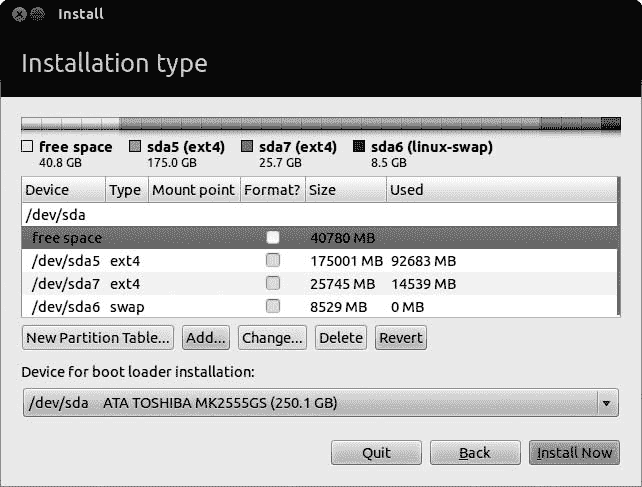 Install
Installation type
free space sda5 (ext4) sda7 (ext4) sda6 (linux-swap)
40.8 GB 175.0 GB 25.7 GB 8.5 GB
Device Type Mount point Format? Size Used
/dev/sda
free space 40780 MB
/dev/sda5 ext4 175001 MB 92683 MB
/dev/sda7 ext4 25745 MB 14539 MB
/dev/sda6 swap 8529 MB 0 MB
New Partition Table... Add... Change... Delete Revert
Device for boot loader installation:
/dev/sda ATA TOSHIBA MK2555GS (250.1 GB)
Quit Back Install Now